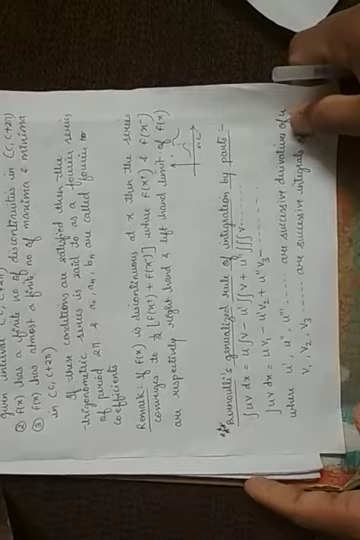 given interval (C, C+2π)
② f(x) has a finite no of discontinuities in (C, C+2π)
③ f(x) has atmost a finite no of maxima & minima
in (C, C+2π)
If these conditions are satisfied then the
trigonometric series is said to as a fourier series
of period 2π & a₀, aₙ, bₙ are called fourier
coefficients
Remark:- If f(x) is discontinuous at x then the series
converges to ½ [f(x⁺) + f(x⁻)] where f(x⁺) & f(x⁻)
are respectively right hand & left hand limit of f(x)
Bernoulli's generalized rule of integration by parts:-
∫uv dx = u∫v - u'∫∫v + u''∫∫∫v - ......
∫uv dx = uv₁ - u'v₂ + u''v₃ - ......
where u', u'', u''' ...... are successive derivatives of u
v₁, v₂, v₃ ...... are successive integrals